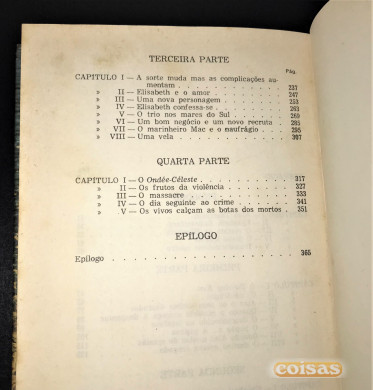 TERCEIRA PARTE
Pág.
CAPITULO I — A sorte muda mas as complicações au-
mentam . . . . . . . . . . 237
» II — Elisabeth e o amor . . . . . . . 247
» III — Uma nova personagem . . . . . . 253
» IV — Elisabeth confessa-se . . . . . . 263
» V — O trio nos mares do Sul . . . . . 269
» VI — Um bom negócio e um novo recruta . . 285
» VII — O marinheiro Mac e o naufrágio . . . 295
» VIII — Uma vela . . . . . . . . . . 307
QUARTA PARTE
CAPITULO I — O Ondée-Céleste . . . . . . . . 317
» II — Os frutos da violência . . . . . . 327
» III — O massacre . . . . . . . . . 333
» IV — O dia seguinte ao crime . . . . . 341
» V — Os vivos calçam as botas dos mortos . . 351
EPÍLOGO
Epílogo . . . . . . . . . . . . . 365
coisas